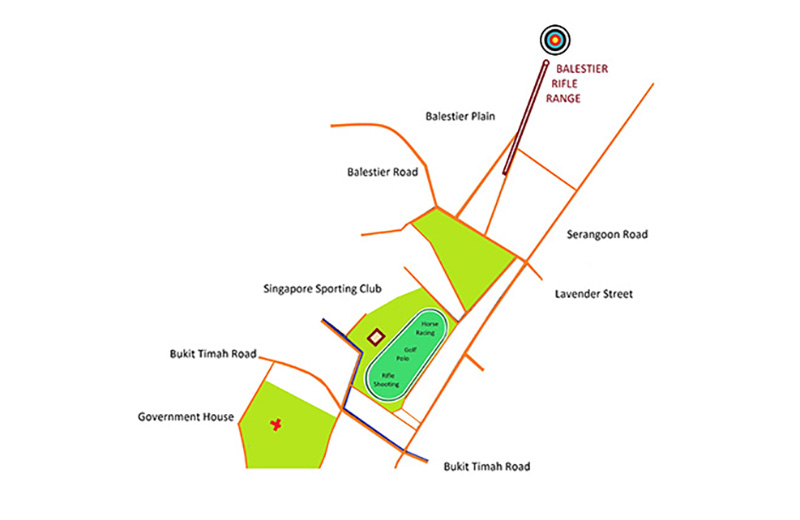 BALESTIER
RIFLE
RANGE
Balestier Plain
Balestier Road
Serangoon Road
Singapore Sporting Club
Lavender Street
Horse
Racing
Golf
Polo
Rifle
Shooting
Bukit Timah Road
Government House
Bukit Timah Road